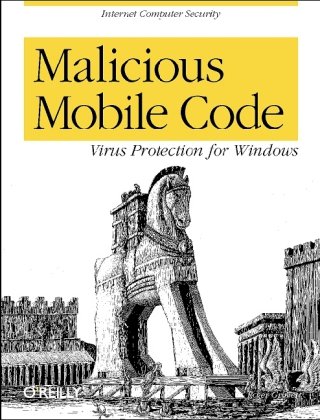 Internet Computer Security
Malicious
Mobile Code
Virus Protection for Windows
O'REILLY